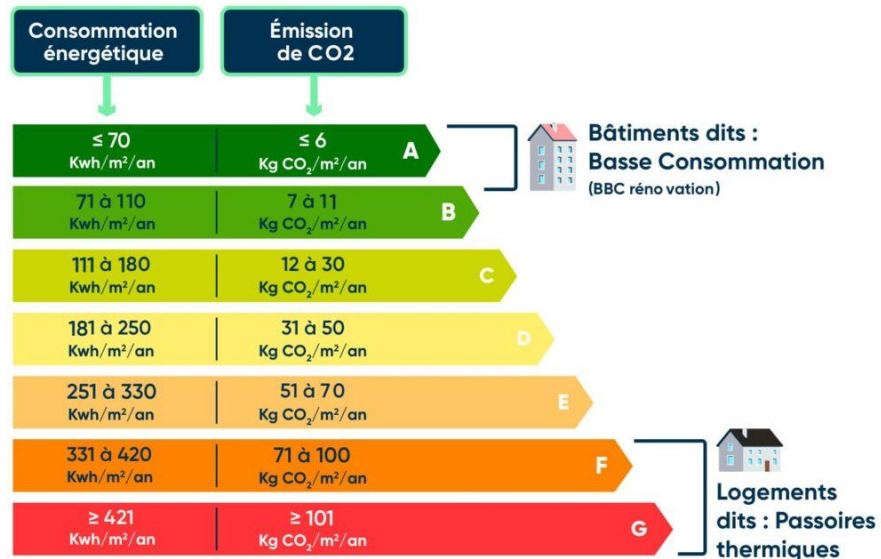 Consommation
énergétique
Émission
de CO2
≤ 70
Kwh/m²/an
≤ 6
Kg CO₂/m²/an
A
Bâtiments dits :
Basse Consommation
(BBC réno vation)
71 à 110
Kwh/m²/an
7 à 11
Kg CO₂/m²/an
B
111 à 180
Kwh/m²/an
12 à 30
Kg CO₂/m²/an
C
181 à 250
Kwh/m²/an
31 à 50
Kg CO₂/m²/an
D
251 à 330
Kwh/m²/an
51 à 70
Kg CO₂/m²/an
E
331 à 420
Kwh/m²/an
71 à 100
Kg CO₂/m²/an
F
≥ 421
Kwh/m²/an
≥ 101
Kg CO₂/m²/an
G
Logements
dits : Passoires
thermiques